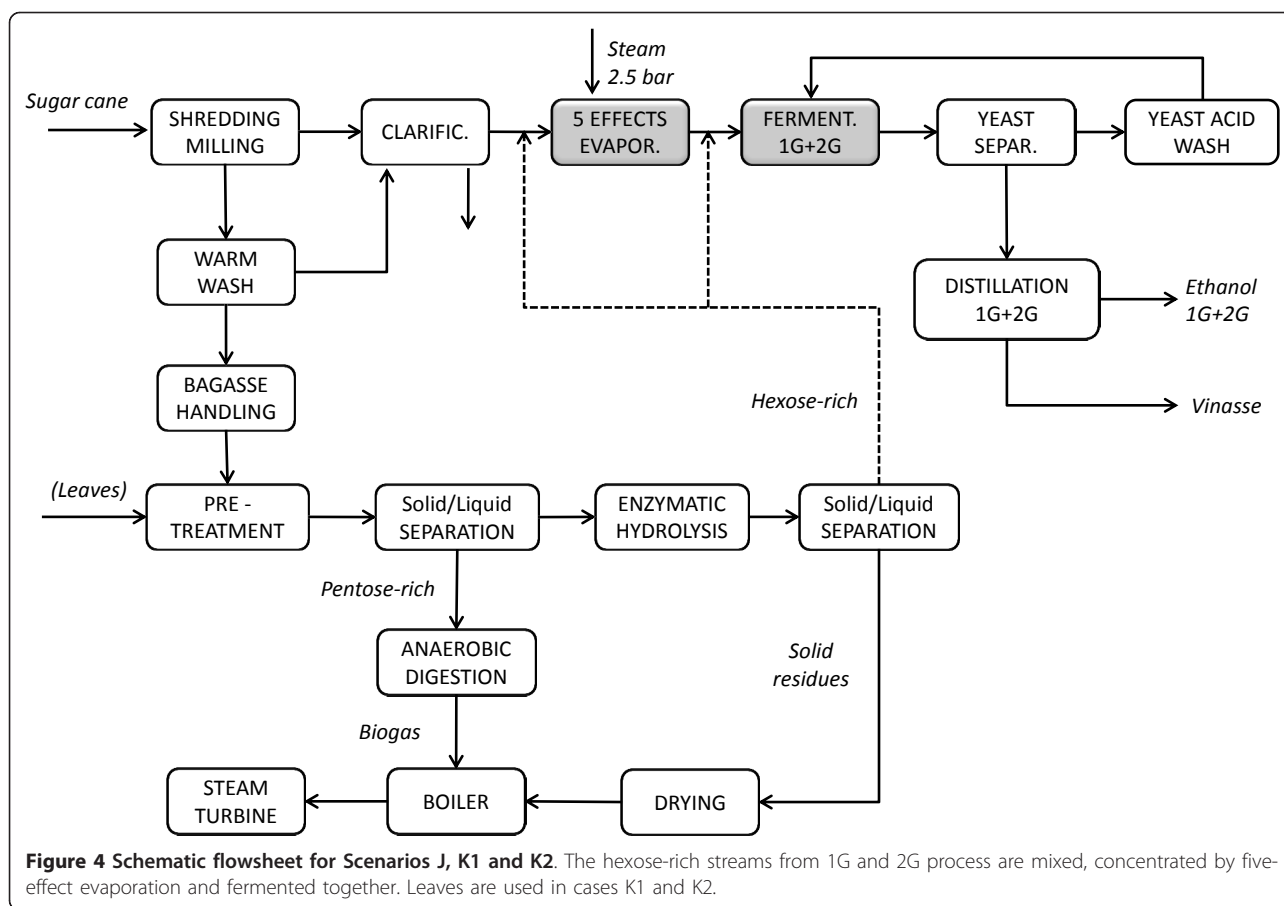 Steam
2.5 bar
Sugar cane
SHREDDING
MILLING
CLARIFIC.
5 EFFECTS
EVAPOR.
FERMENT.
1G+2G
YEAST
SEPAR.
YEAST ACID
WASH
WARM
WASH
DISTILLATION
1G+2G
Ethanol
1G+2G
BAGASSE
HANDLING
Hexose-rich
Vinasse
(Leaves)
PRE -
TREATMENT
Solid/Liquid
SEPARATION
ENZYMATIC
HYDROLYSIS
Solid/Liquid
SEPARATION
Pentose-rich
ANAEROBIC
DIGESTION
Solid
residues
Biogas
STEAM
TURBINE
BOILER
DRYING
Figure 4 Schematic flowsheet for Scenarios J, K1 and K2. The hexose-rich streams from 1G and 2G process are mixed, concentrated by five-
effect evaporation and fermented together. Leaves are used in cases K1 and K2.